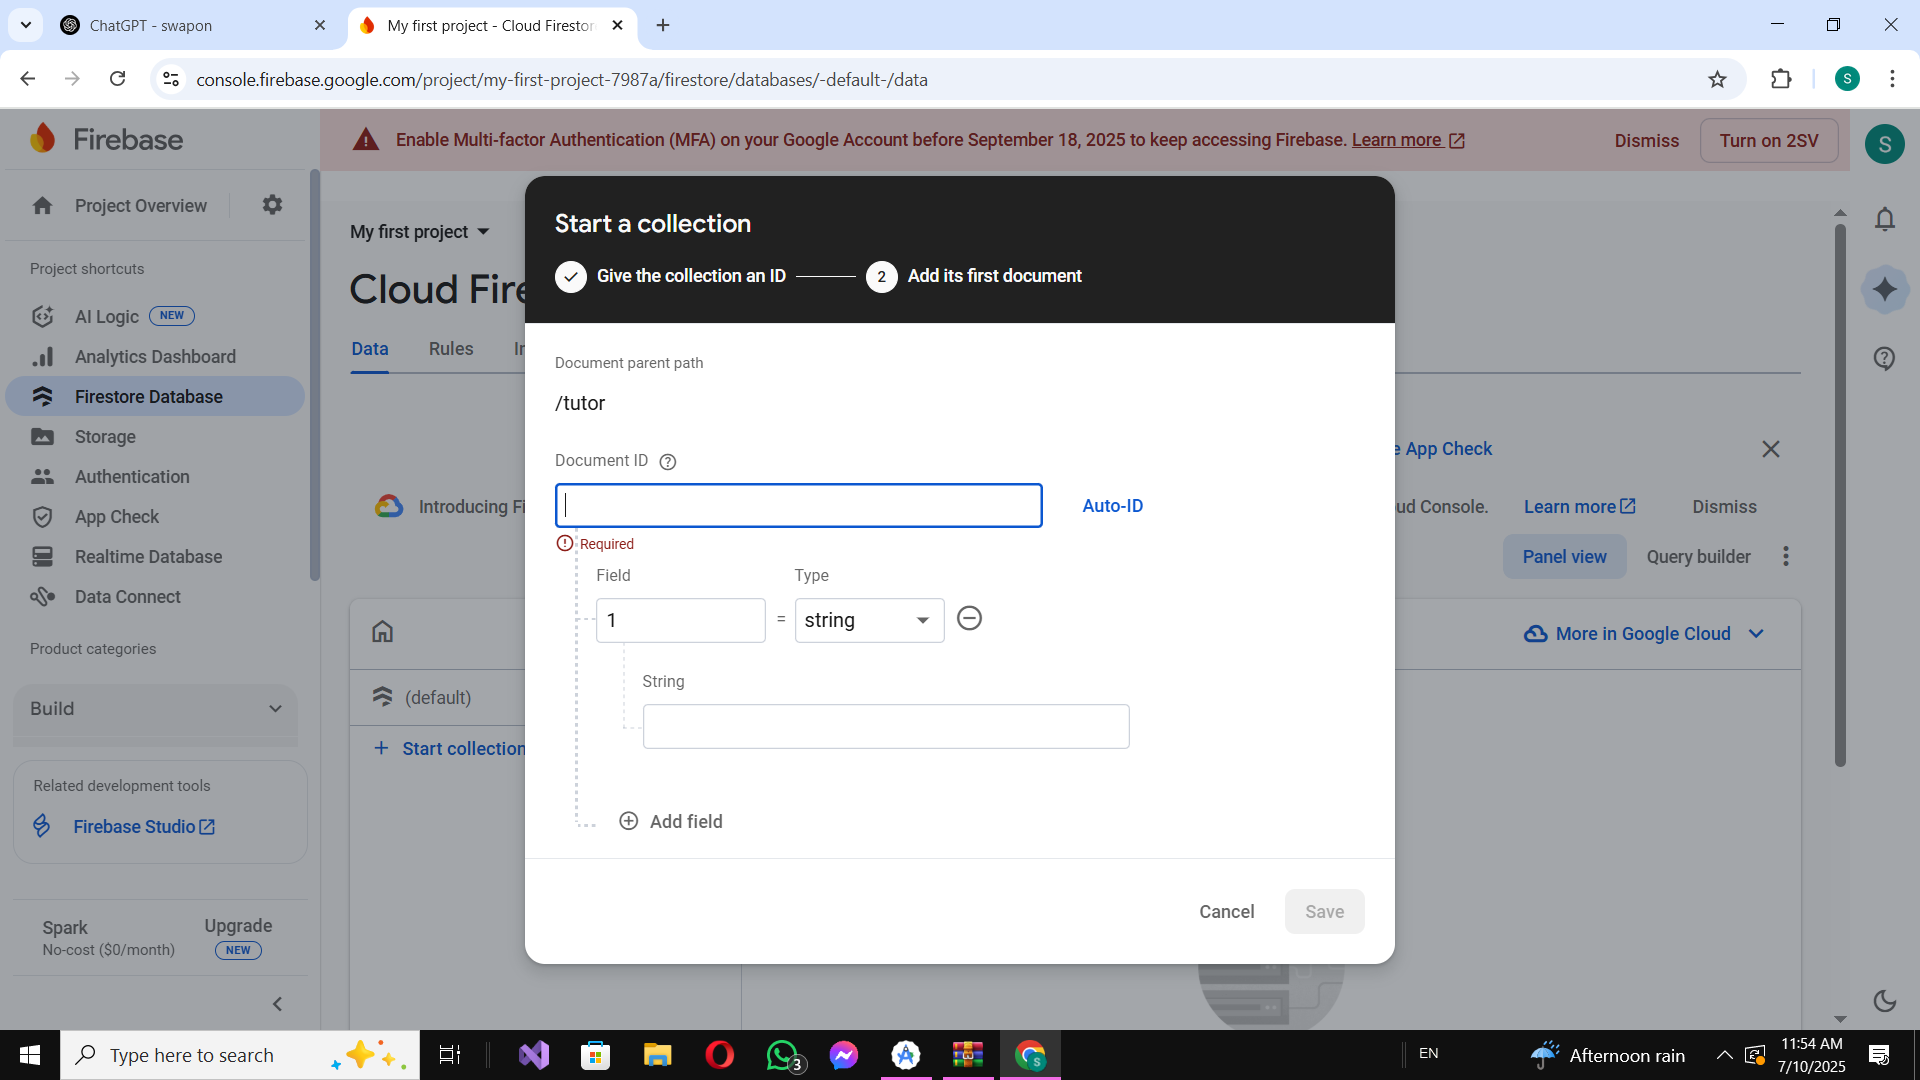 ChatGPT - swapon
My first project - Cloud Firestor
console.firebase.google.com/project/my-first-project-7987a/firestore/databases/-default-/data
S
Firebase
Enable Multi-factor Authentication (MFA) on your Google Account before September 18, 2025 to keep accessing Firebase. Learn more
Dismiss
Turn on 2SV
S
Project Overview
My first project
Project shortcuts
Cloud Fire
AI Logic NEW
Analytics Dashboard
Data
Rules
In
Firestore Database
Storage
Authentication
App Check
Realtime Database
Data Connect
e App Check
Introducing Fi
ud Console.
Learn more
Dismiss
Panel view
Query builder
Product categories
More in Google Cloud
Build
(default)
+ Start collection
Related development tools
Firebase Studio
Spark
No-cost ($0/month)
Upgrade
NEW
Start a collection
Give the collection an ID
2 Add its first document
Document parent path
/tutor
Document ID
Auto-ID
Required
Field
Type
1
=
string
String
Add field
Cancel
Save
Type here to search
3
S
EN
Afternoon rain
11:54 AM
7/10/2025